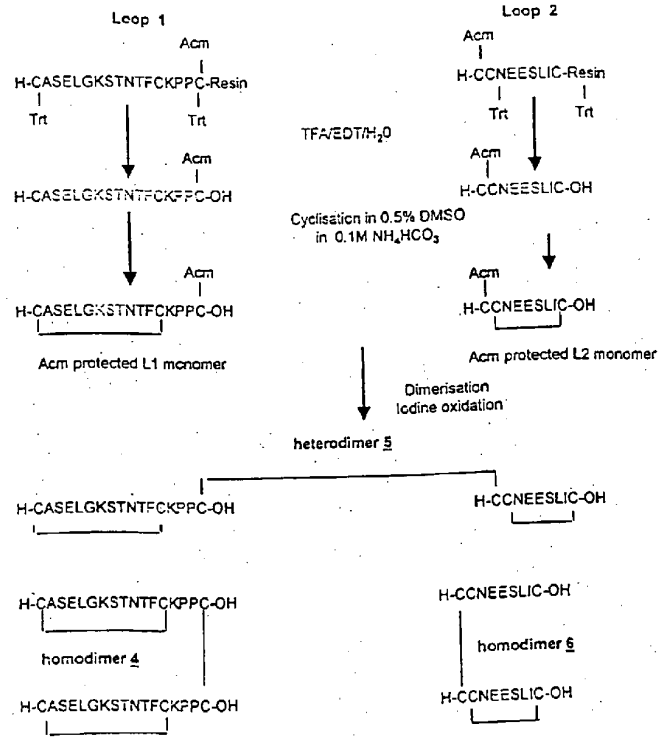 Loop 1
Loop 2
Acm
Acm
H-CASELGKSTNTFCKPPC-Resin
H-CCNEESLIC-Resin
Trt
Trt
Trt
Trt
TFA/EDT/H₂0
Acm
Acm
H-CASELGKSTNTFCKPPC-OH
H-CCNEESLIC-OH
Cyclisation in 0.5% DMSO
in 0.1M NH₄HCO₃
Acm
Acm
H-CASELGKSTNTFCKPPC-OH
H-CCNEESLIC-OH
Acm protected L1 monomer
Acm protected L2 monomer
Dimerisation
Iodine oxidation
heterodimer 5
H-CASELGKSTNTFCKPPC-OH
H-CCNEESLIC-OH
H-CASELGKSTNTFCKPPC-OH
H-CCNEESLIC-OH
homodimer 4
homodimer 6
H-CASELGKSTNTFCKPPC-OH
H-CCNEESLIC-OH